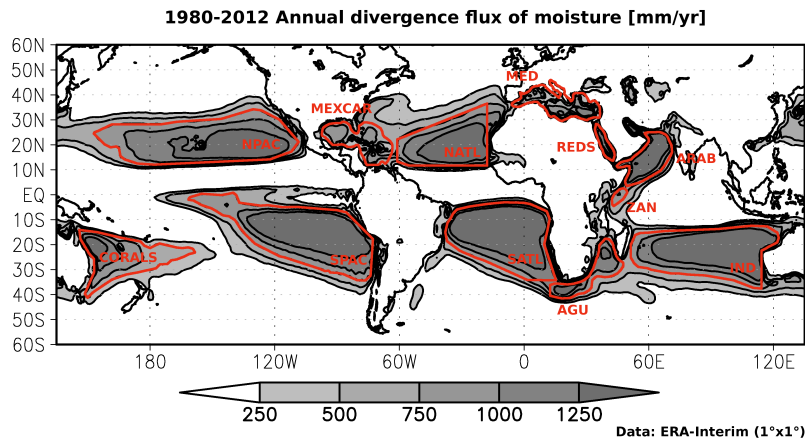 1980-2012 Annual divergence flux of moisture [mm/yr]
60N
50N
40N
30N
20N
10N
EQ
10S
20S
30S
40S
50S
60S
MED
MEXCAR
NPAC
NATL
REDS
ARAB
ZAN
CORALS
SPAC
SATL
IND
AGU
180 120W 60W 0 60E 120E
250 500 750 1000 1250
Data: ERA-Interim (1°x1°)